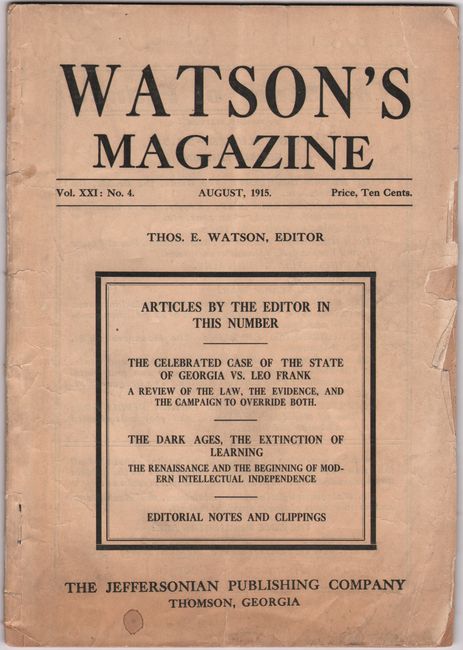 WATSON'S
MAGAZINE
Vol. XXI: No. 4. AUGUST, 1915. Price, Ten Cents.
THOS. E. WATSON, EDITOR
ARTICLES BY THE EDITOR IN
THIS NUMBER
THE CELEBRATED CASE OF THE STATE
OF GEORGIA VS. LEO FRANK
A REVIEW OF THE LAW, THE EVIDENCE, AND
THE CAMPAIGN TO OVERRIDE BOTH.
THE DARK AGES, THE EXTINCTION OF
LEARNING
THE RENAISSANCE AND THE BEGINNING OF MOD-
ERN INTELLECTUAL INDEPENDENCE
EDITORIAL NOTES AND CLIPPINGS
THE JEFFERSONIAN PUBLISHING COMPANY
THOMSON, GEORGIA